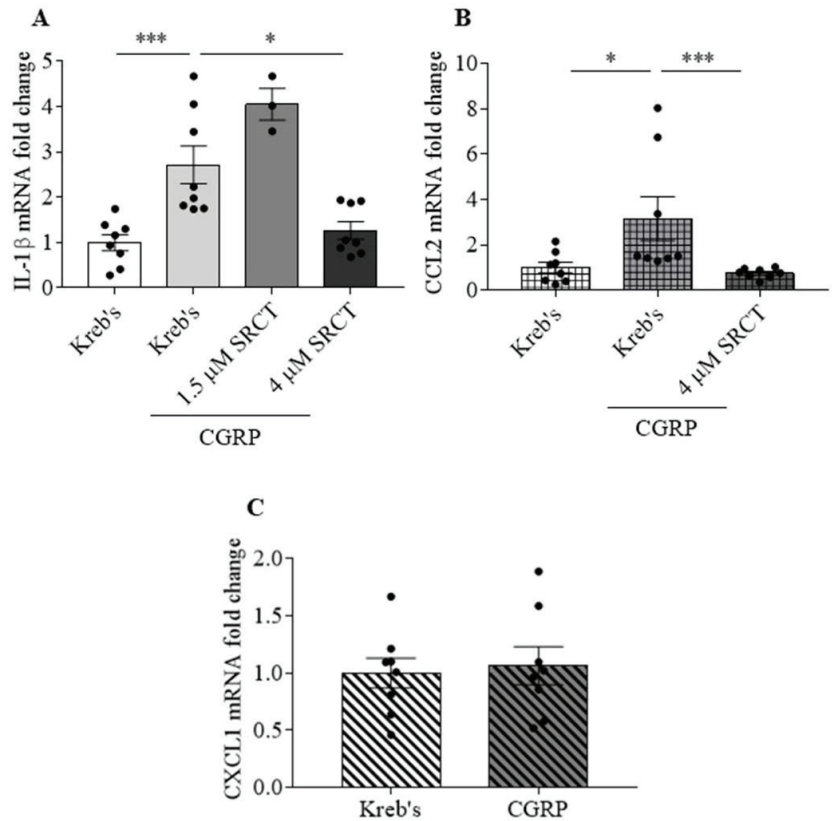 A
*** *
IL-1β mRNA fold change
5
4
3
2
1
0
Kreb's
Kreb's
1.5 μM SRCT
4 μM SRCT
CGRP
B
* ***
CCL2 mRNA fold change
10
8
6
4
2
0
Kreb's
Kreb's
4 μM SRCT
CGRP
C
CXCL1 mRNA fold change
2.0
1.5
1.0
0.5
0.0
Kreb's
CGRP